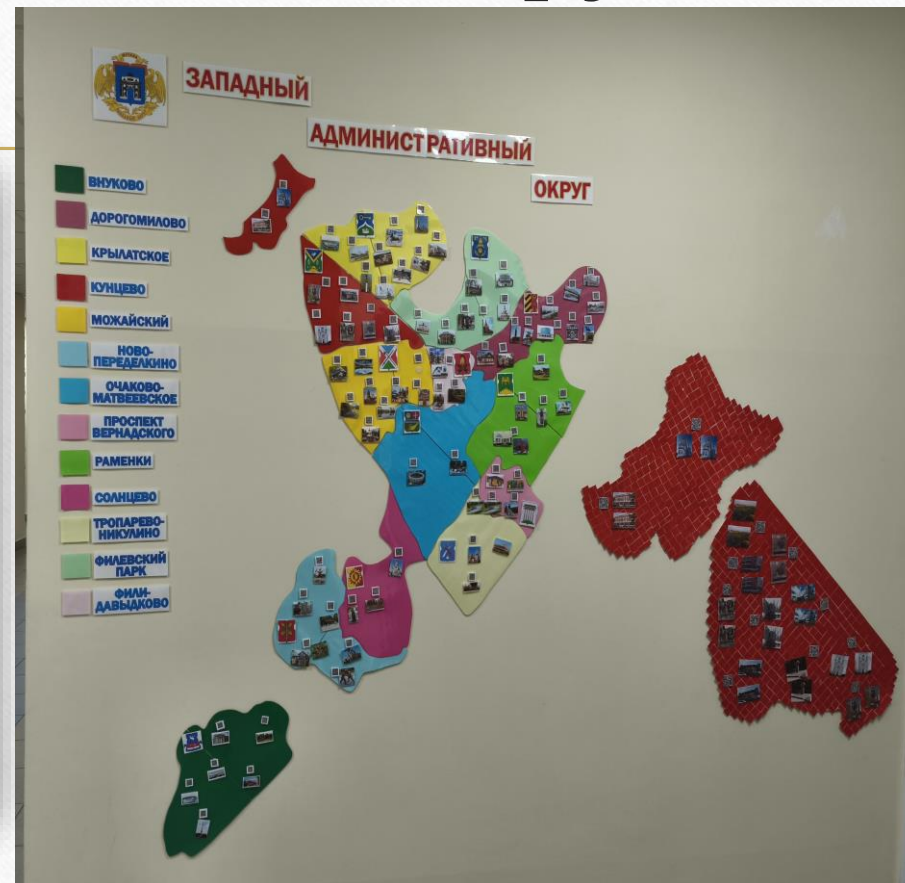 ЗАПАДНЫЙ
АДМИНИСТРАТИВНЫЙ
ОКРУГ
ВНУКОВО
ДОРОГОМИЛОВО
КРЫЛАТСКОЕ
КУНЦЕВО
МОЖАЙСКИЙ
НОВО-
ПЕРЕДЕЛКИНО
ОЧАКОВО-
МАТВЕЕВСКОЕ
ПРОСПЕКТ
ВЕРНАДСКОГО
РАМЕНКИ
СОЛНЦЕВО
ТРОПАРЕВО-
НИКУЛИНО
ФИЛЕВСКИЙ
ПАРК
ФИЛИ-
ДАВЫДКОВО